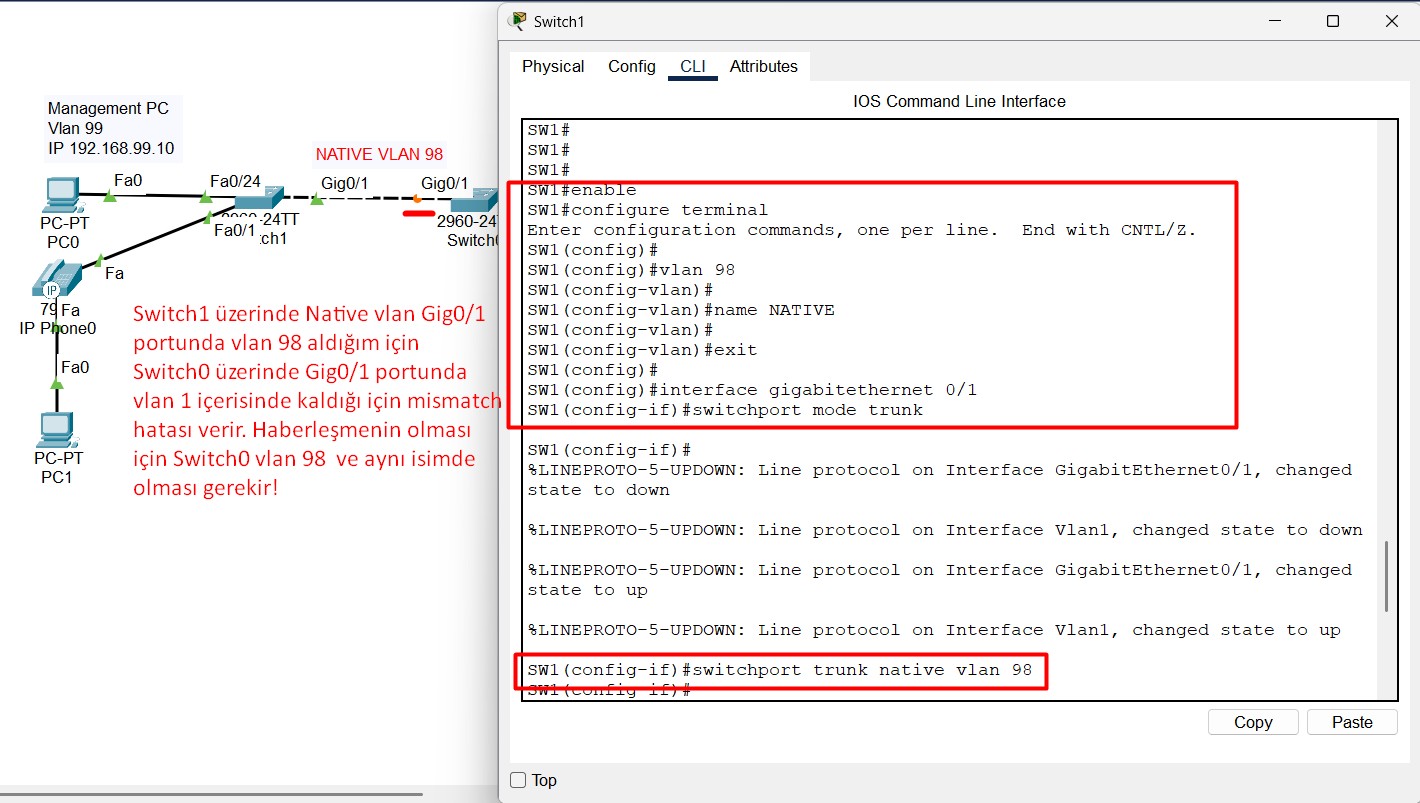 Switch1
Physical Config CLI Attributes
IOS Command Line Interface
SW1#
SW1#
SW1#
SW1#enable
SW1#configure terminal
Enter configuration commands, one per line. End with CNTL/Z.
SW1(config)#
SW1(config)#vlan 98
SW1(config-vlan)#
SW1(config-vlan)#name NATIVE
SW1(config-vlan)#
SW1(config-vlan)#exit
SW1(config)#
SW1(config)#interface gigabitethernet 0/1
SW1(config-if)#switchport mode trunk
SW1(config-if)#
%LINEPROTO-5-UPDOWN: Line protocol on Interface GigabitEthernet0/1, changed
state to down
%LINEPROTO-5-UPDOWN: Line protocol on Interface Vlan1, changed state to down
%LINEPROTO-5-UPDOWN: Line protocol on Interface GigabitEthernet0/1, changed
state to up
%LINEPROTO-5-UPDOWN: Line protocol on Interface Vlan1, changed state to up
SW1(config-if)#switchport trunk native vlan 98
SW1(config-if)#
Copy Paste
Top
Management PC
Vlan 99
IP 192.168.99.10
NATIVE VLAN 98
Fa0 Fa0/24 Gig0/1 Gig0/1
PC-PT
PC0
2960-24TT
Fa0/1 :ch1
2960-24
Switch
Fa
IP
79 Fa
IP Phone0
Fa0
PC-PT
PC1
Switch1 üzerinde Native vlan Gig0/1
portunda vlan 98 aldığım için
Switch0 üzerinde Gig0/1 portunda
vlan 1 içerisinde kaldığı için mismatch
hatası verir. Haberleşmenin olması
için Switch0 vlan 98 ve aynı isimde
olması gerekir!